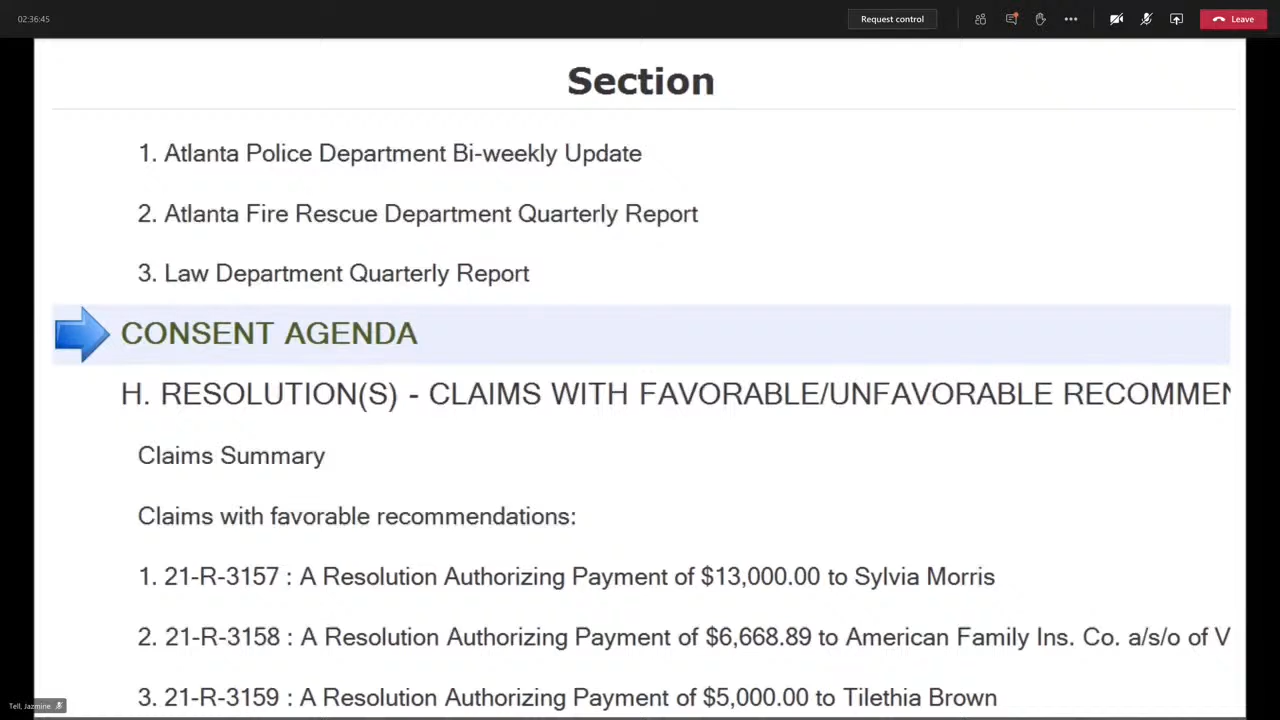 02:36:45
Request control
Leave
Section
1. Atlanta Police Department Bi-weekly Update
2. Atlanta Fire Rescue Department Quarterly Report
3. Law Department Quarterly Report
CONSENT AGENDA
H. RESOLUTION(S) - CLAIMS WITH FAVORABLE/UNFAVORABLE RECOMMEN
Claims Summary
Claims with favorable recommendations:
1. 21-R-3157 : A Resolution Authorizing Payment of $13,000.00 to Sylvia Morris
2. 21-R-3158 : A Resolution Authorizing Payment of $6,668.89 to American Family Ins. Co. a/s/o of V
3. 21-R-3159 : A Resolution Authorizing Payment of $5,000.00 to Tilethia Brown
Tell, Jazmine